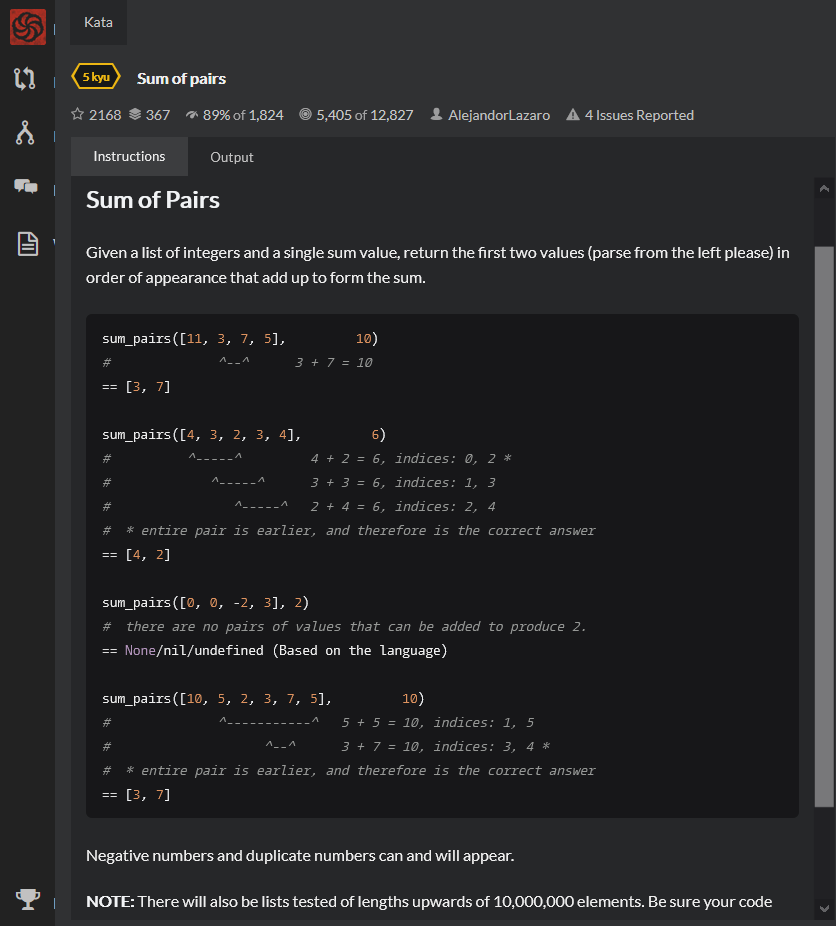 Kata
5 kyu Sum of pairs
2168 367 89% of 1,824 5,405 of 12,827 AlejandorLazaro 4 Issues Reported
Instructions Output
Sum of Pairs
Given a list of integers and a single sum value, return the first two values (parse from the left please) in
order of appearance that add up to form the sum.
sum_pairs([11, 3, 7, 5],         10)
#              ^--^      3 + 7 = 10
== [3, 7]
sum_pairs([4, 3, 2, 3, 4],         6)
#          ^-----^         4 + 2 = 6, indices: 0, 2 *
#             ^-----^      3 + 3 = 6, indices: 1, 3
#                ^-----^   2 + 4 = 6, indices: 2, 4
#  * entire pair is earlier, and therefore is the correct answer
== [4, 2]
sum_pairs([0, 0, -2, 3], 2)
#  there are no pairs of values that can be added to produce 2.
== None/nil/undefined (Based on the language)
sum_pairs([10, 5, 2, 3, 7, 5],         10)
#              ^-----------^   5 + 5 = 10, indices: 1, 5
#                    ^--^      3 + 7 = 10, indices: 3, 4 *
#  * entire pair is earlier, and therefore is the correct answer
== [3, 7]
Negative numbers and duplicate numbers can and will appear.
NOTE: There will also be lists tested of lengths upwards of 10,000,000 elements. Be sure your code